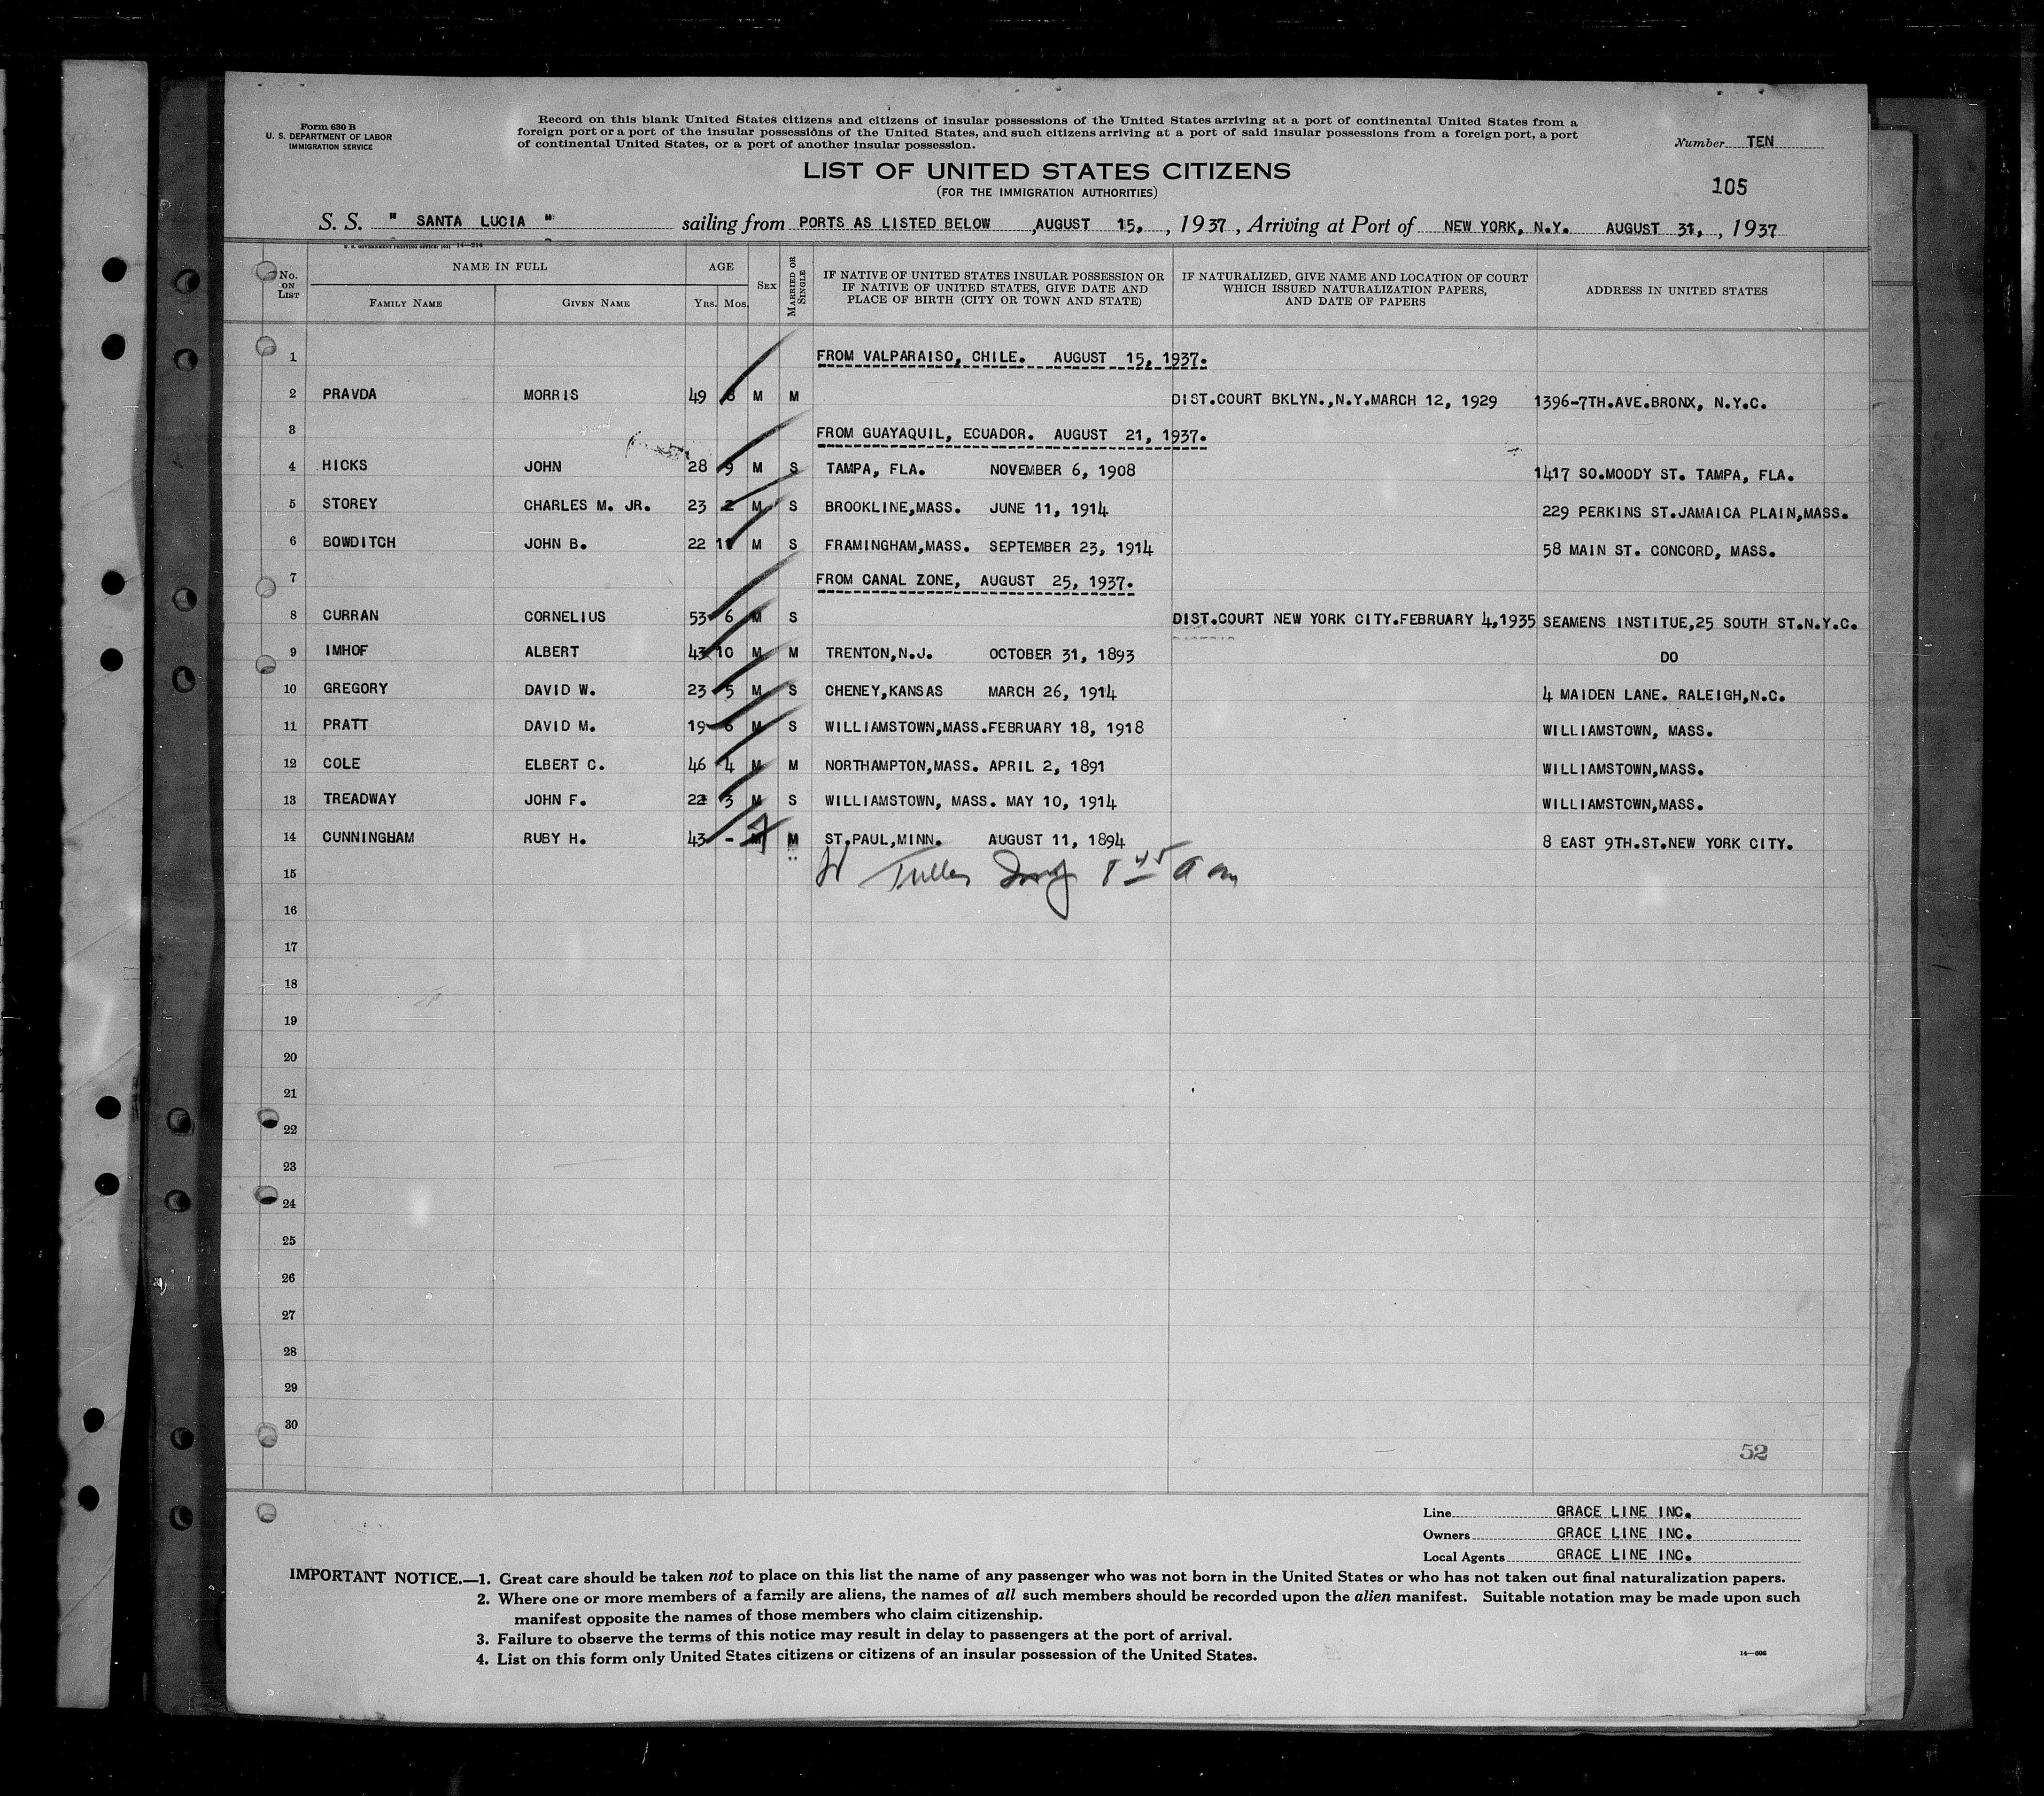 Form 630 B
U. S. DEPARTMENT OF LABOR
IMMIGRATION SERVICE
Record on this blank United States citizens and citizens of insular possessions of the United States arriving at a port of continental United States from a
foreign port or a port of the insular possessions of the United States, and such citizens arriving at a port of said insular possessions from a foreign port, a port
of continental United States, or a port of another insular possession.
Number TEN
LIST OF UNITED STATES CITIZENS
(FOR THE IMMIGRATION AUTHORITIES)
105
S. S. " SANTA LUCIA " sailing from PORTS AS LISTED BELOW ,AUGUST 15, , 1937 , Arriving at Port of NEW YORK, N.Y. AUGUST 31, , 1937
U. S. GOVERNMENT PRINTING OFFICE: 1931 14—214
No. ON LIST NAME IN FULL AGE SEX MARRIED OR SINGLE IF NATIVE OF UNITED STATES INSULAR POSSESSION OR IF NATIVE OF UNITED STATES, GIVE DATE AND PLACE OF BIRTH (CITY OR TOWN AND STATE) IF NATURALIZED, GIVE NAME AND LOCATION OF COURT WHICH ISSUED NATURALIZATION PAPERS, AND DATE OF PAPERS ADDRESS IN UNITED STATES
FAMILY NAME GIVEN NAME YRS. MOS.
1 FROM VALPARAISO, CHILE. AUGUST 15, 1937.
2 PRAVDA MORRIS 49 8 M M DIST.COURT BKLYN.,N.Y.MARCH 12, 1929 1396-7TH.AVE.BRONX, N.Y.C.
3 FROM GUAYAQUIL, ECUADOR. AUGUST 21, 1937.
4 HICKS JOHN 28 9 M S TAMPA, FLA. NOVEMBER 6, 1908 1417 SO.MOODY ST. TAMPA, FLA.
5 STOREY CHARLES M. JR. 23 2 M S BROOKLINE,MASS. JUNE 11, 1914 229 PERKINS ST.JAMAICA PLAIN,MASS.
6 BOWDITCH JOHN B. 22 11 M S FRAMINGHAM,MASS. SEPTEMBER 23, 1914 58 MAIN ST. CONCORD, MASS.
7 FROM CANAL ZONE, AUGUST 25, 1937.
8 CURRAN CORNELIUS 53 6 M S DIST.COURT NEW YORK CITY.FEBRUARY 4,1935 SEAMENS INSTITUE,25 SOUTH ST.N.Y.C.
9 IMHOF ALBERT 43 10 M M TRENTON,N.J. OCTOBER 31, 1893 DO
10 GREGORY DAVID W. 23 5 M S CHENEY,KANSAS MARCH 26, 1914 4 MAIDEN LANE. RALEIGH,N.C.
11 PRATT DAVID M. 19 6 M S WILLIAMSTOWN,MASS.FEBRUARY 18, 1918 WILLIAMSTOWN, MASS.
12 COLE ELBERT C. 46 4 M M NORTHAMPTON,MASS. APRIL 2, 1891 WILLIAMSTOWN,MASS.
13 TREADWAY JOHN F. 22 3 M S WILLIAMSTOWN, MASS. MAY 10, 1914 WILLIAMSTOWN,MASS.
14 CUNNINGHAM RUBY H. 43 - M M ST.PAUL,MINN. AUGUST 11, 1894 8 EAST 9TH.ST.NEW YORK CITY.
15 8 45 a m
16
17
18
19
20
21
22
23
24
25
26
27
28
29
30
52
Line GRACE LINE INC.
Owners GRACE LINE INC.
Local Agents GRACE LINE INC.
IMPORTANT NOTICE.—1. Great care should be taken not to place on this list the name of any passenger who was not born in the United States or who has not taken out final naturalization papers.
2. Where one or more members of a family are aliens, the names of all such members should be recorded upon the alien manifest. Suitable notation may be made upon such
manifest opposite the names of those members who claim citizenship.
3. Failure to observe the terms of this notice may result in delay to passengers at the port of arrival.
4. List on this form only United States citizens or citizens of an insular possession of the United States.
14—606